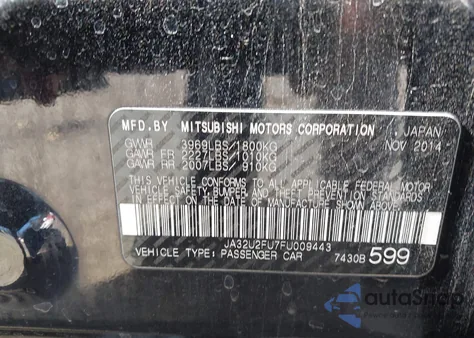 MFD.BY MITSUBISHI MOTORS CORPORATION, JAPAN
GVWR 3969LBS/1800KG NOV 2014
GAWR FR 2227LBS/1010KG
GAWR RR 2007LBS/910KG
THIS VEHICLE CONFORMS TO ALL APPLICABLE FEDERAL MOTOR
VEHICLE SAFETY BUMPER, AND THEFT PREVENTION STANDARDS
IN EFFECT ON THE DATE OF MANUFACTURE SHOWN ABOVE.
JA32U2FU7FU009443
VEHICLE TYPE: PASSENGER CAR 7430B 599
autoSnap